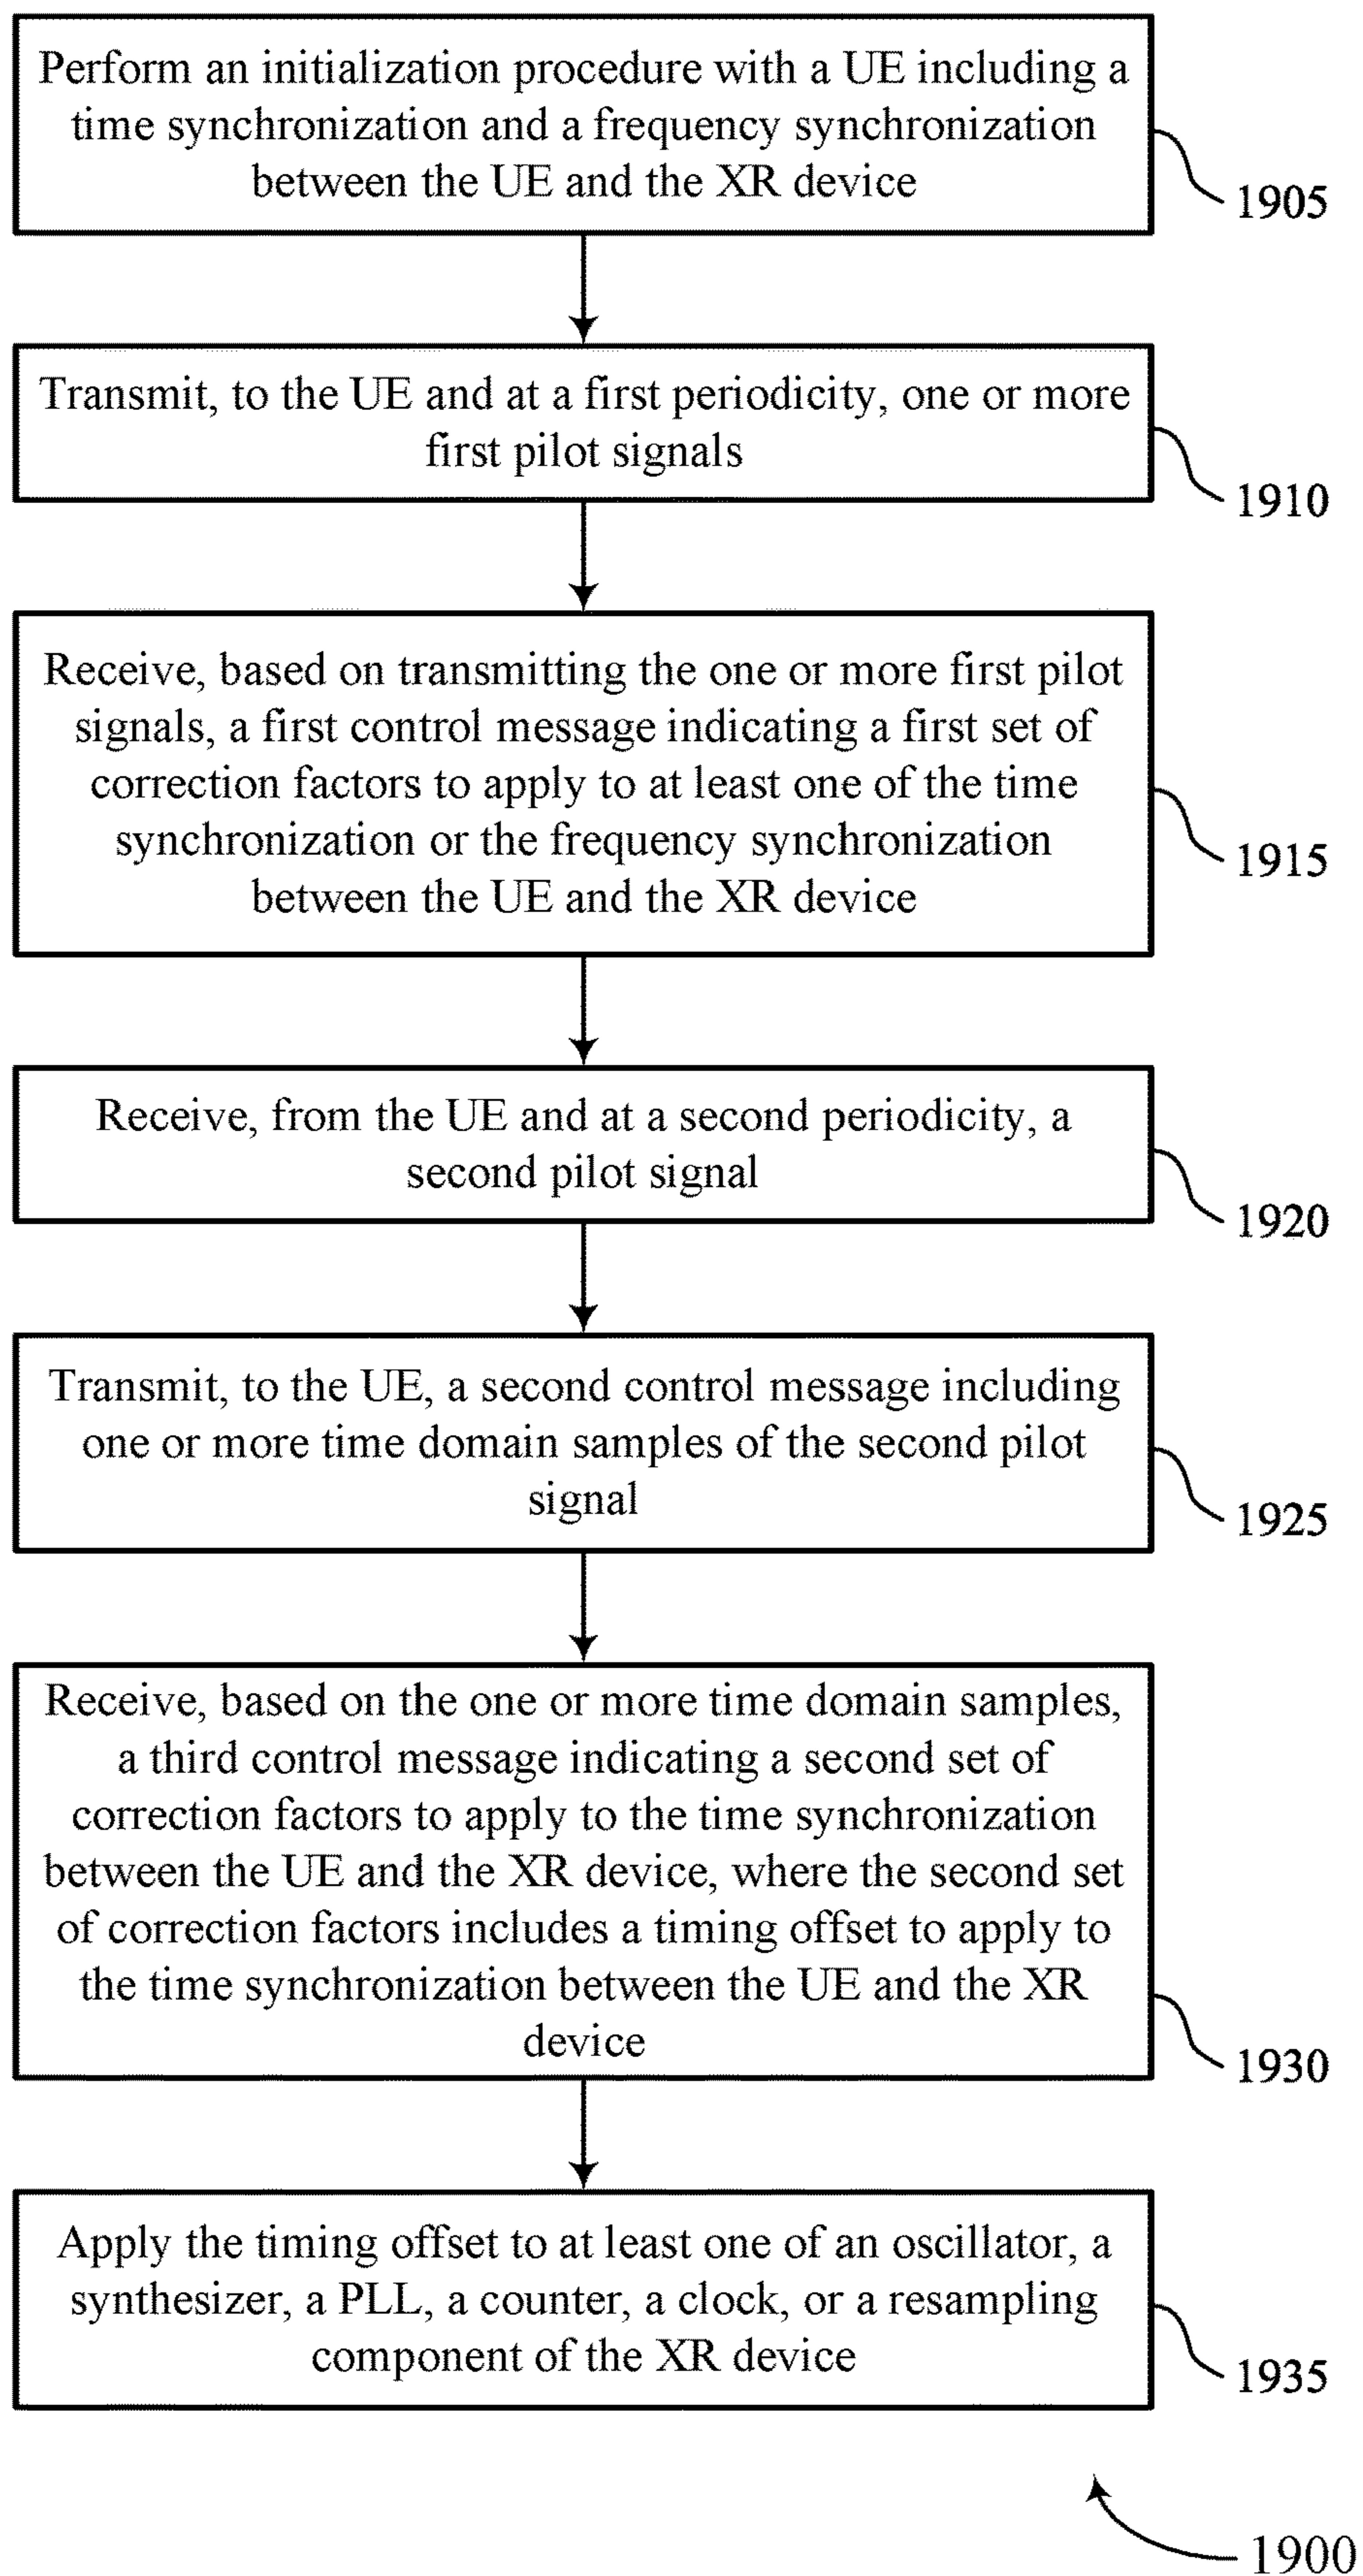 Perform an initialization procedure with a UE including a
time synchronization and a frequency synchronization
between the UE and the XR device
1905
Transmit, to the UE and at a first periodicity, one or more
first pilot signals
1910
Receive, based on transmitting the one or more first pilot
signals, a first control message indicating a first set of
correction factors to apply to at least one of the time
synchronization or the frequency synchronization
between the UE and the XR device
1915
Receive, from the UE and at a second periodicity, a
second pilot signal
1920
Transmit, to the UE, a second control message including
one or more time domain samples of the second pilot
signal
1925
Receive, based on the one or more time domain samples,
a third control message indicating a second set of
correction factors to apply to the time synchronization
between the UE and the XR device, where the second set
of correction factors includes a timing offset to apply to
the time synchronization between the UE and the XR
device
1930
Apply the timing offset to at least one of an oscillator, a
synthesizer, a PLL, a counter, a clock, or a resampling
component of the XR device
1935
1900